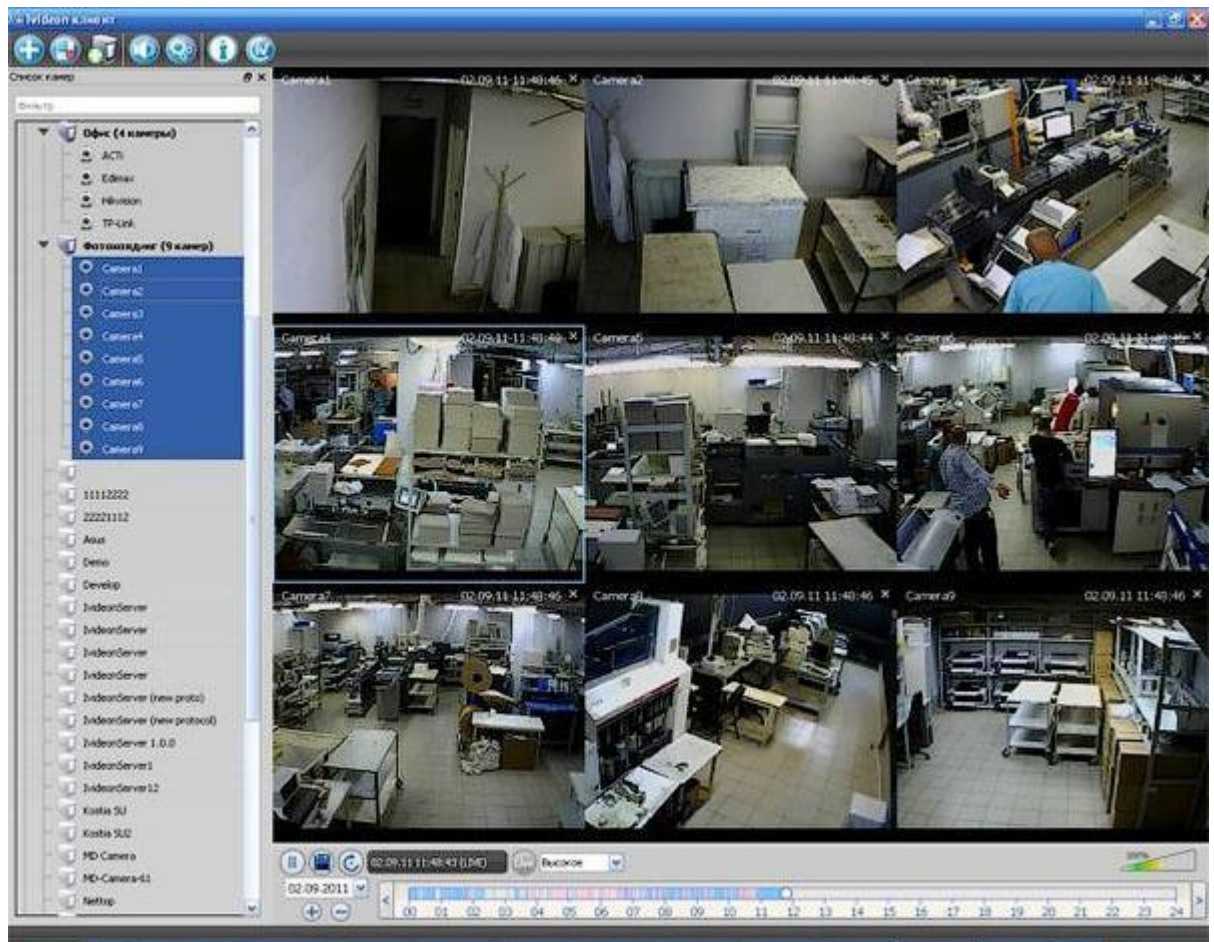 Ivideon клиент
Список камер
Фильтр
Офис (4 камеры)
ACTi
Edimax
Hikvision
TP-Link
Фотохолдинг (9 камер)
Camera1
Camera2
Camera3
Camera4
Camera5
Camera6
Camera7
Camera8
Camera9
11112222
22221112
Asus
Demo
Develop
IvideonServer
IvideonServer
IvideonServer
IvideonServer
IvideonServer (new proto)
IvideonServer (new protocol)
IvideonServer 1.0.0
IvideonServer1
IvideonServer12
Kostia SU
Kostia SU2
MD Camera
MD-Camera-61
Nettop
Camera1 02.09.11 11:48:46
Camera2 02.09.11 11:48:45
Camera3 02.09.11 11:48:46
Camera4 02.09.11 11:48:48
Camera5 02.09.11 11:48:44
Camera6 02.09.11 11:48:45
Camera7 02.09.11 11:48:46
Camera8 02.09.11 11:48:46
Camera9 02.09.11 11:48:46
02.09.11 11:48:43 (LIVE) Высокое
02.09.2011
00 01 02 03 04 05 06 07 08 09 10 11 12 13 14 15 16 17 18 19 20 21 22 23 24